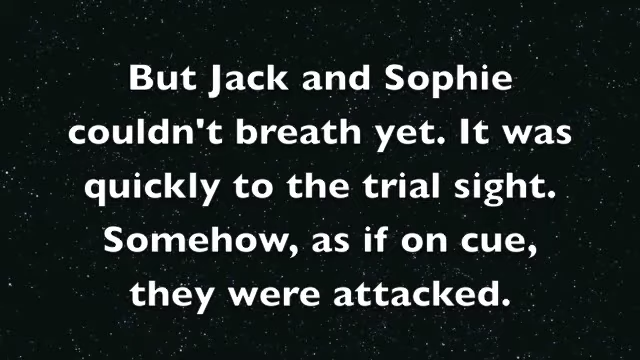 But Jack and Sophie
couldn't breath yet. It was
quickly to the trial sight.
Somehow, as if on cue,
they were attacked.